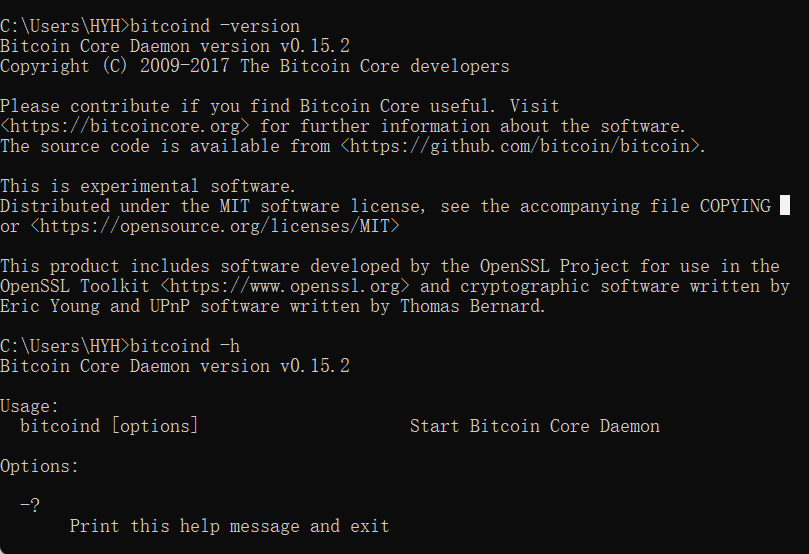 C:\Users\HYH>bitcoind -version
Bitcoin Core Daemon version v0.15.2
Copyright (C) 2009-2017 The Bitcoin Core developers
Please contribute if you find Bitcoin Core useful. Visit
<https://bitcoincore.org> for further information about the software.
The source code is available from <https://github.com/bitcoin/bitcoin>.
This is experimental software.
Distributed under the MIT software license, see the accompanying file COPYING
or <https://opensource.org/licenses/MIT>
This product includes software developed by the OpenSSL Project for use in the
OpenSSL Toolkit <https://www.openssl.org> and cryptographic software written by
Eric Young and UPnP software written by Thomas Bernard.
C:\Users\HYH>bitcoind -h
Bitcoin Core Daemon version v0.15.2
Usage:
bitcoind [options] Start Bitcoin Core Daemon
Options:
-?
Print this help message and exit